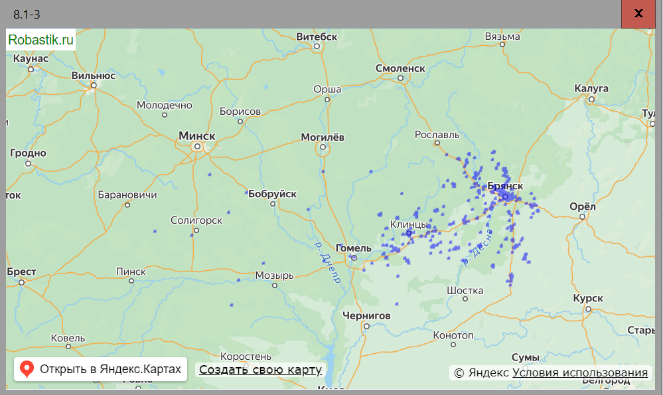 8.1-3
x
Robastik.ru
Витебск
Вязьма
Каунас
Вильнюс
Смоленск
Орша
Калуга
Молодечно
Борисов
Минск
Могилёв
Рославль
Гродно
Брянск
Барановичи
Бобруйск
Солигорск
Клинцы
Орёл
Гомель
р. Днепр
р. Десна
Брест
Пинск
Мозырь
Шостка
Курск
Чернигов
Ковель
Конотоп
Коростень
Сумы
Открыть в Яндекс.Картах
Создать свою карту
© Яндекс Условия использования
Белгород